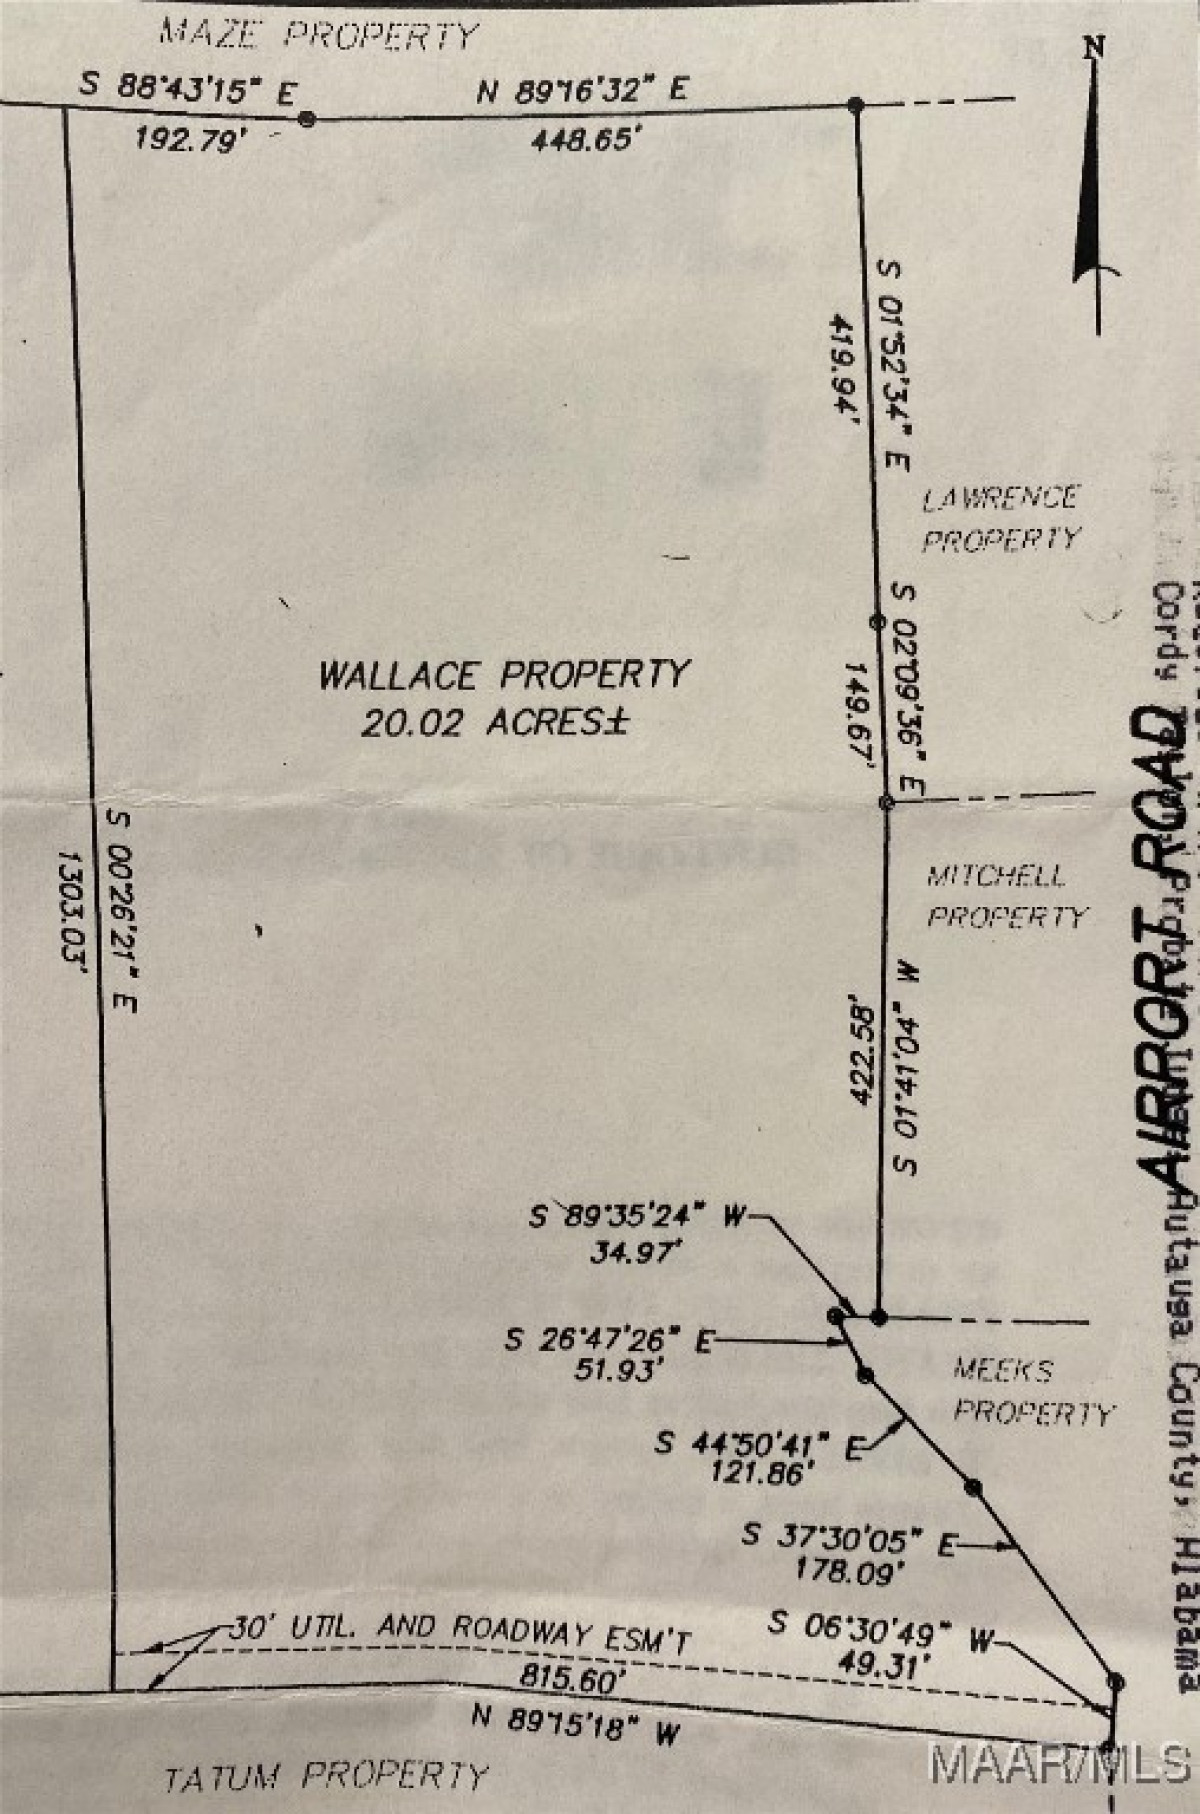 MAZE PROPERTY
S 88°43'15" E
192.79'
N 89°16'32" E
448.65'
N
S 01°52'34" E
419.94'
LAWRENCE
PROPERTY
S 02°09'36" E
149.67'
WALLACE PROPERTY
20.02 ACRES±
S 00°26'21" E
1303.03'
MITCHELL
PROPERTY
AIRPORT ROAD
S 01°41'04" W
422.58'
S 89°35'24" W
34.97'
S 26°47'26" E
51.93'
MEEKS
PROPERTY
S 44°50'41" E
121.86'
S 37°30'05" E
178.09'
S 06°30'49" W
49.31'
30' UTIL. AND ROADWAY ESM'T
815.60'
N 89°15'18" W
TATUM PROPERTY
Autauga County, Alabama
MAAR/MLS